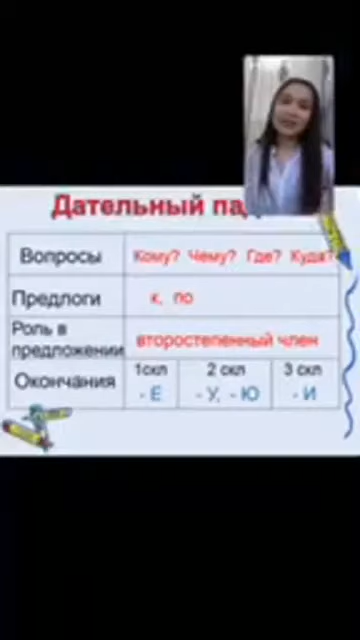 Дательный па
Вопросы Кому? Чему? Где? Куда?
Предлоги к, по
Роль в
предложении второстепенный член
Окончания 1скл 2 скл 3 скл
- Е - У, - Ю - И